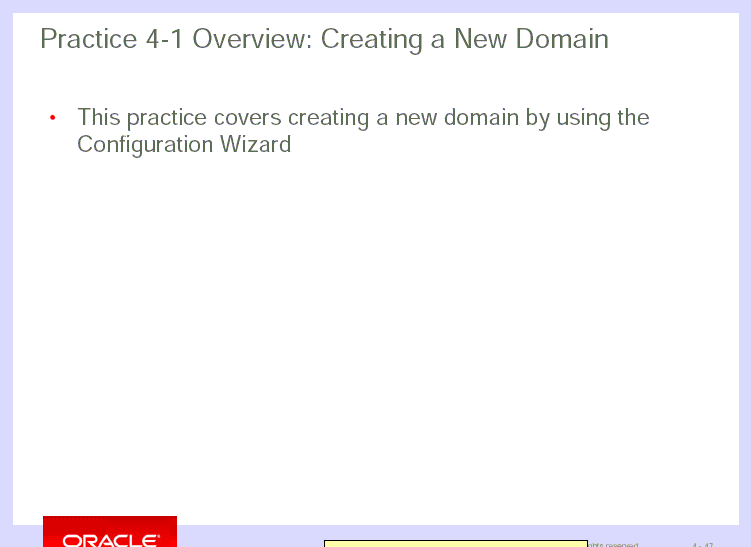 Practice 4-1 Overview: Creating a New Domain
• This practice covers creating a new domain by using the
Configuration Wizard
ORACLE